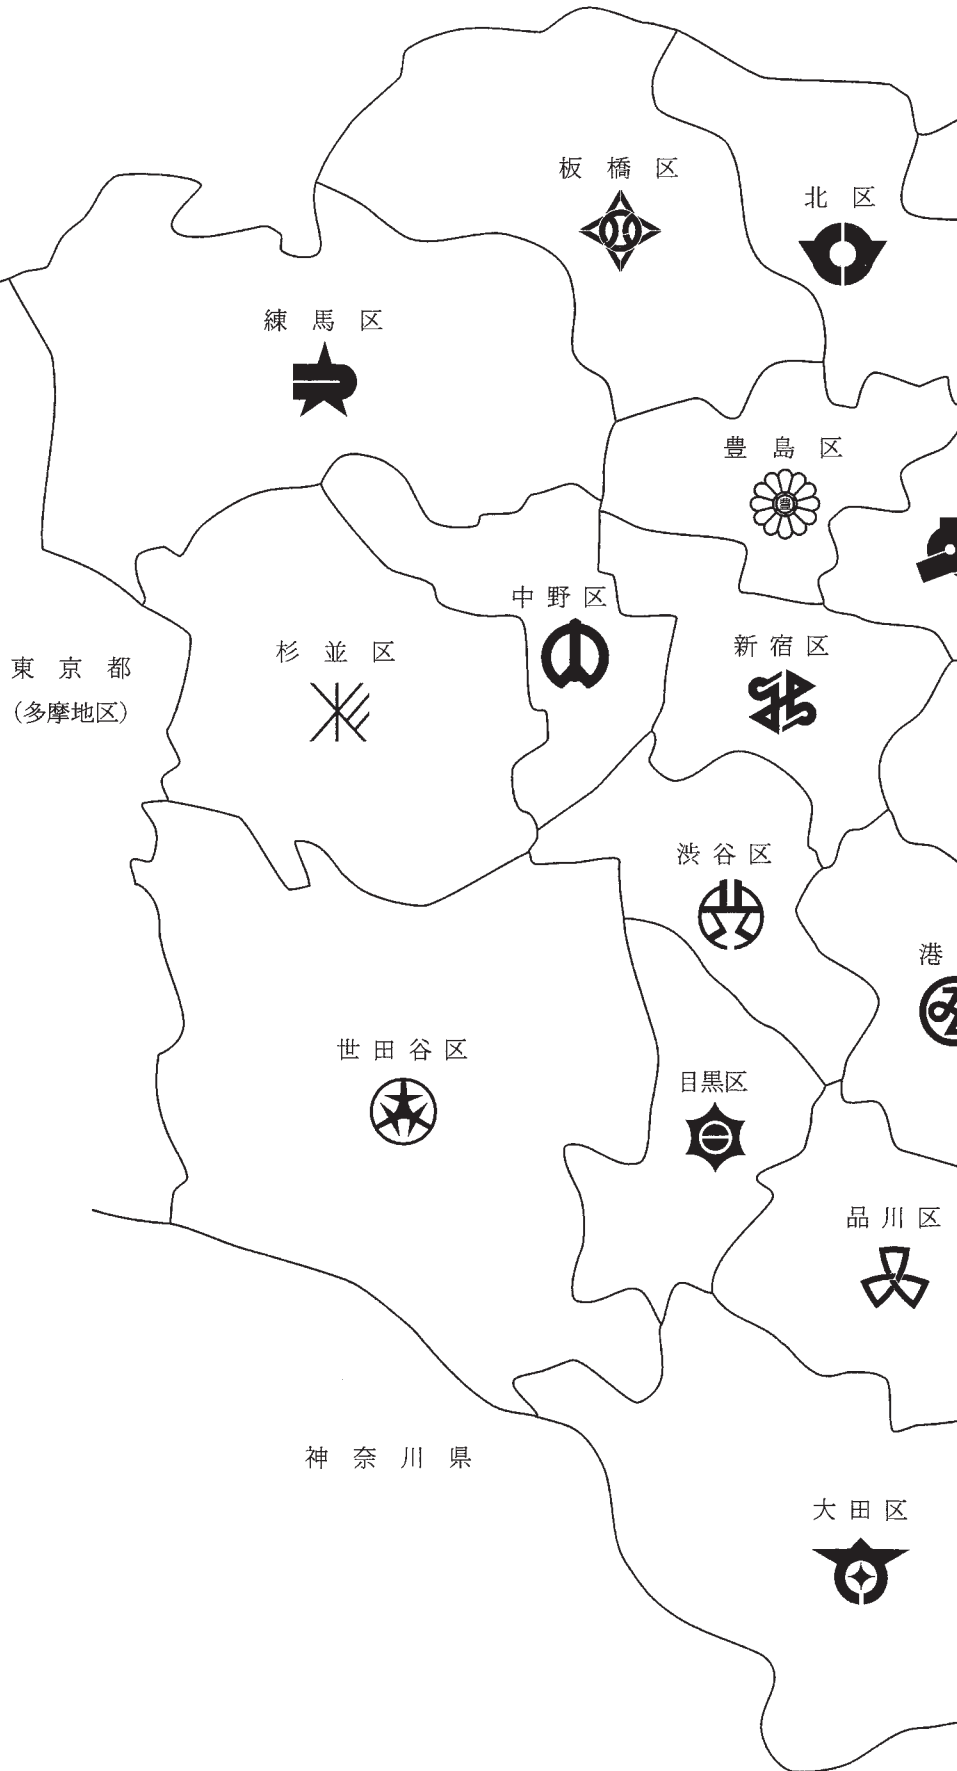 板橋区
北区
練馬区
豊島区
中野区
新宿区
杉並区
東京都
（多摩地区）
渋谷区
港
世田谷区
目黒区
品川区
神奈川県
大田区